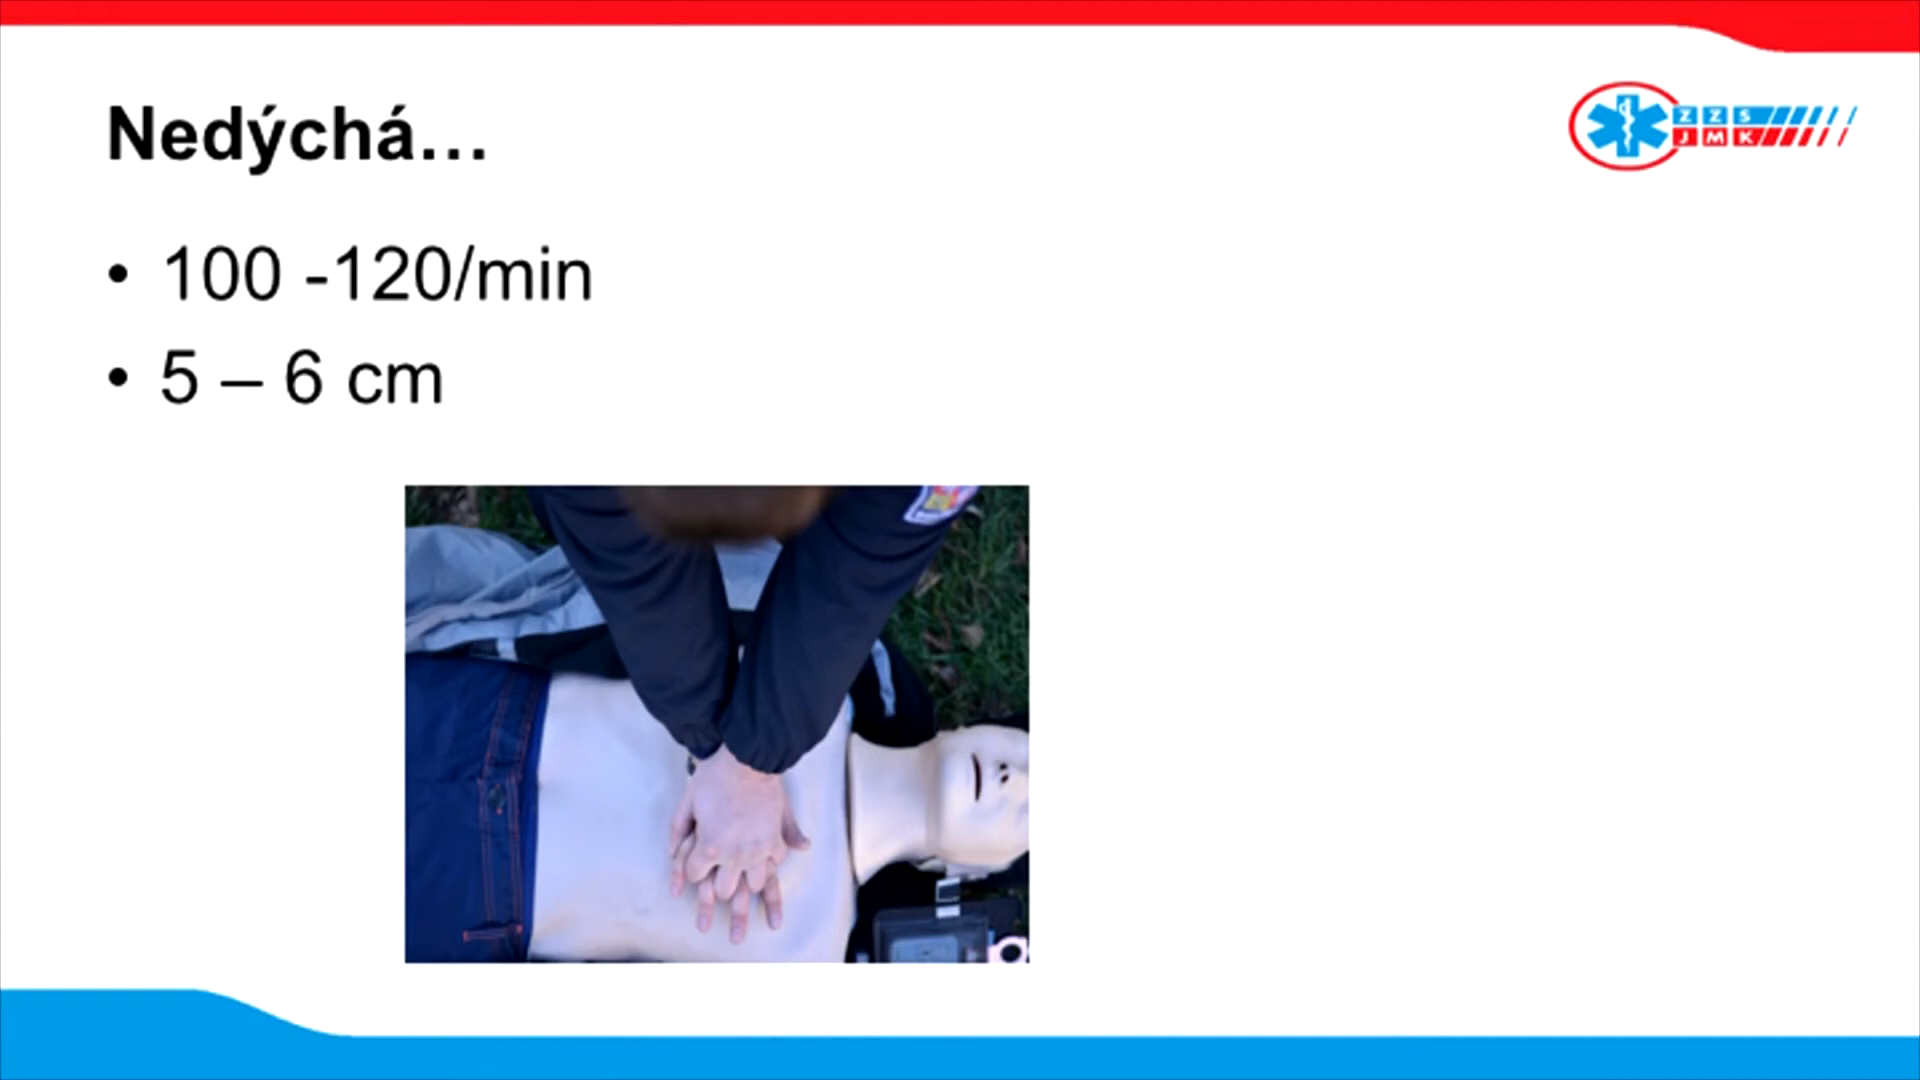 Nedýchá…
ZZS
JMK
• 100 -120/min
• 5 – 6 cm